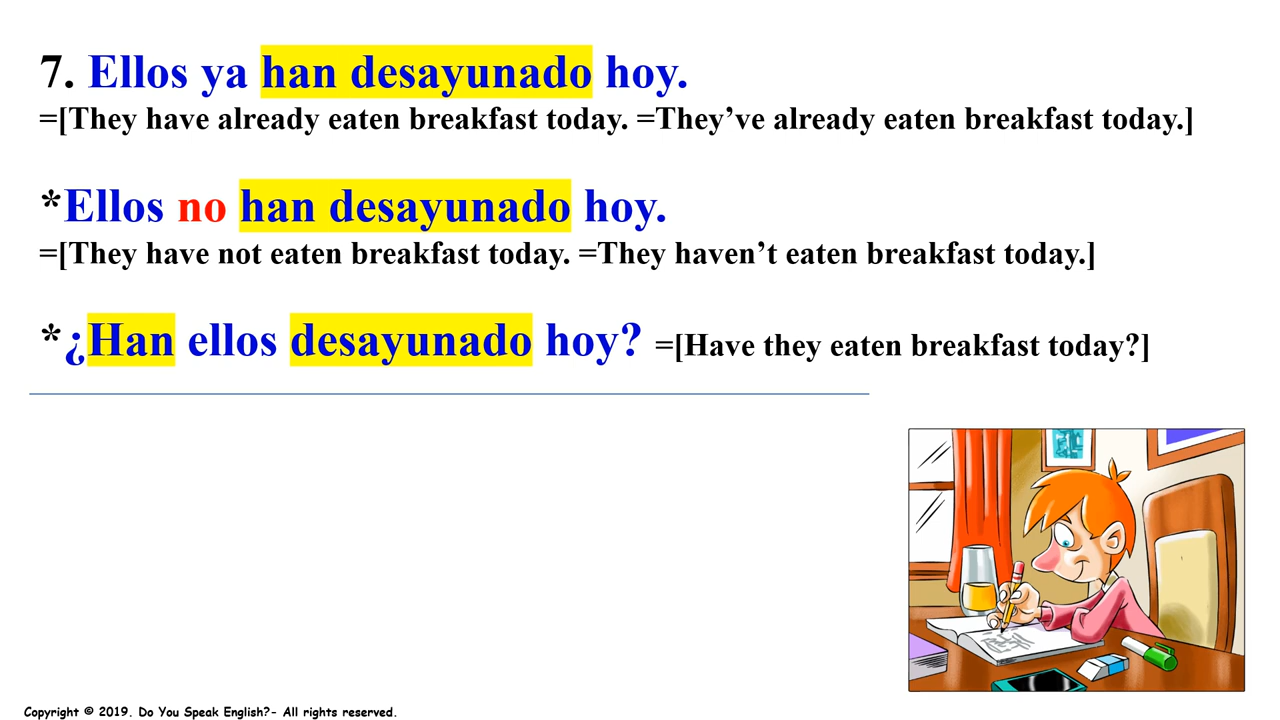 7. Ellos ya han desayunado hoy.
=[They have already eaten breakfast today. =They’ve already eaten breakfast today.]
*Ellos no han desayunado hoy.
=[They have not eaten breakfast today. =They haven’t eaten breakfast today.]
*¿Han ellos desayunado hoy? =[Have they eaten breakfast today?]
Copyright © 2019. Do You Speak English?- All rights reserved.